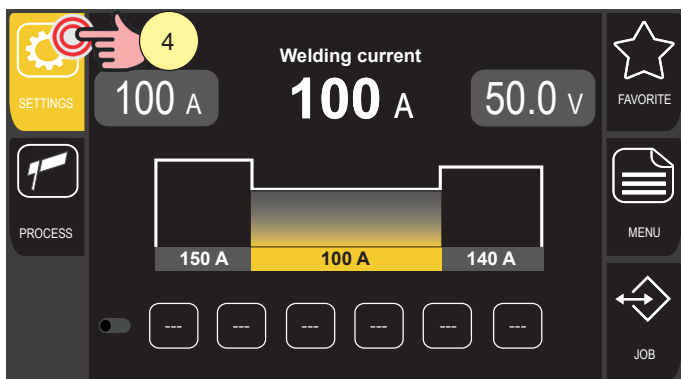 4
SETTINGS
Welding current
100 A
100 A
50.0 V
FAVORITE
PROCESS
MENU
150 A
100 A
140 A
---
---
---
---
---
---
JOB